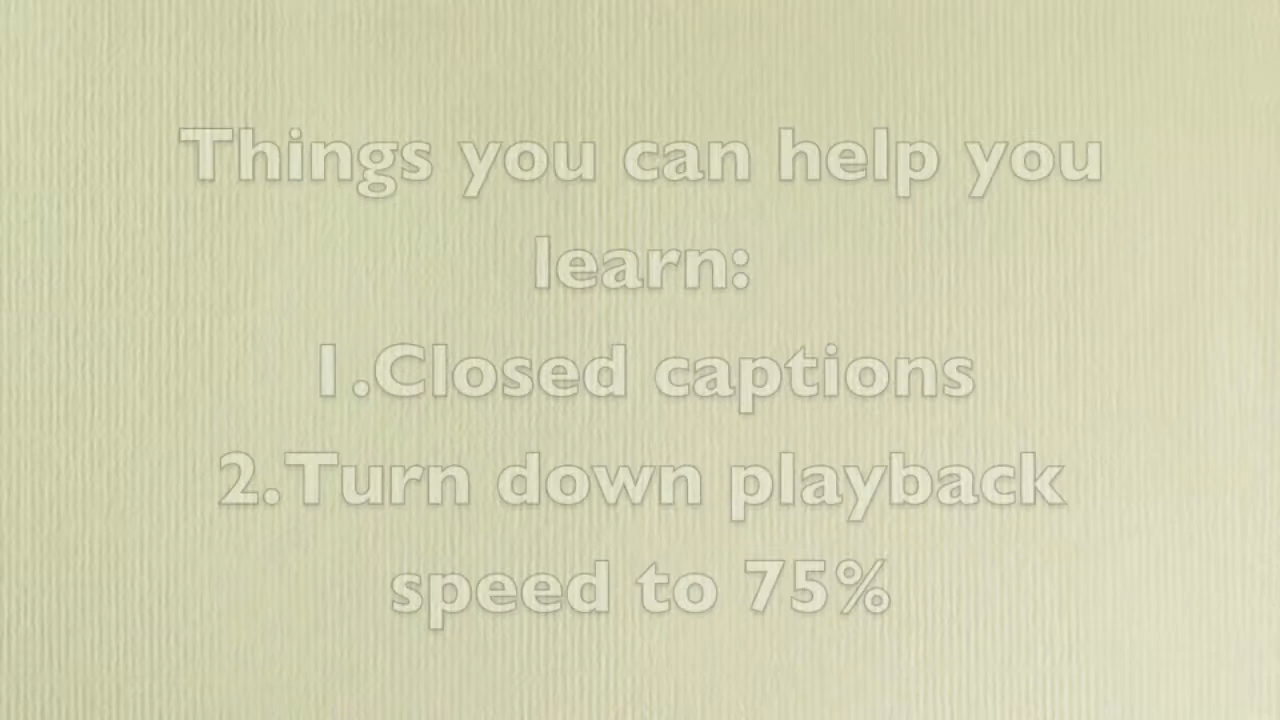 Things you can help you
learn:
1.Closed captions
2.Turn down playback
speed to 75%